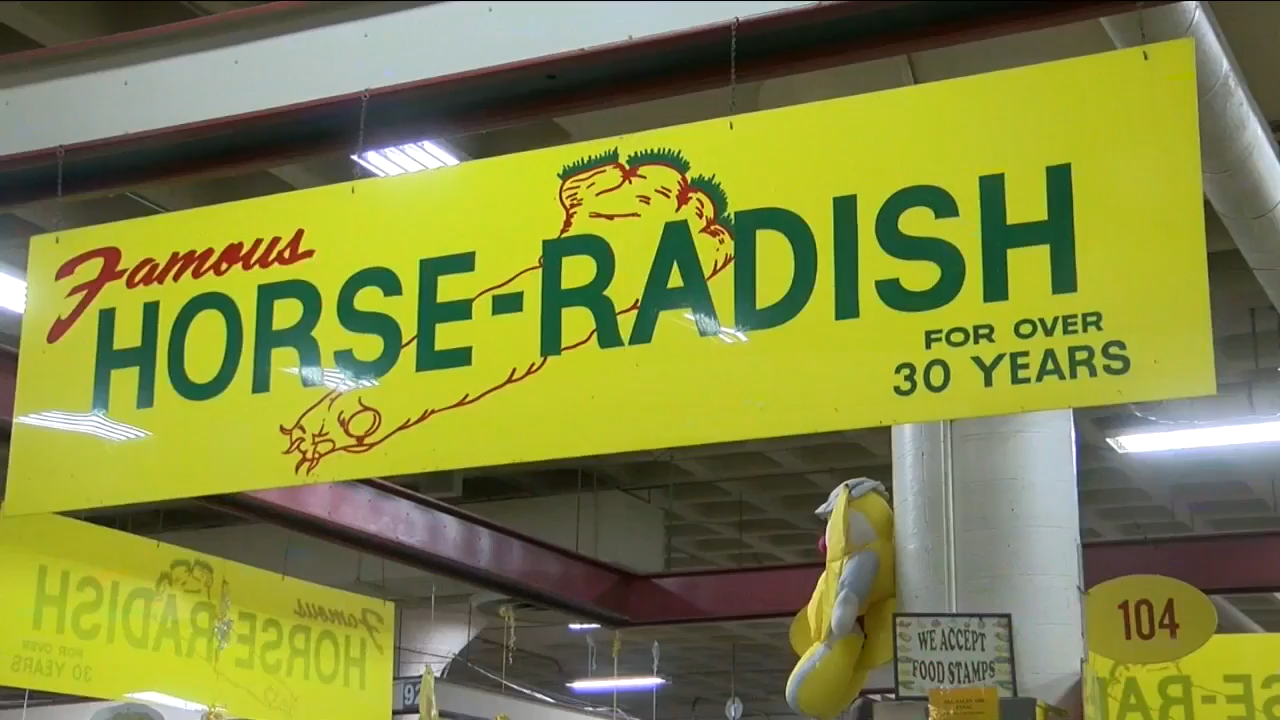 Famous
HORSE-RADISH
FOR OVER
30 YEARS
Famous
HORSE-RADISH
FOR OVER
30 YEARS
WE ACCEPT
FOOD STAMPS
104